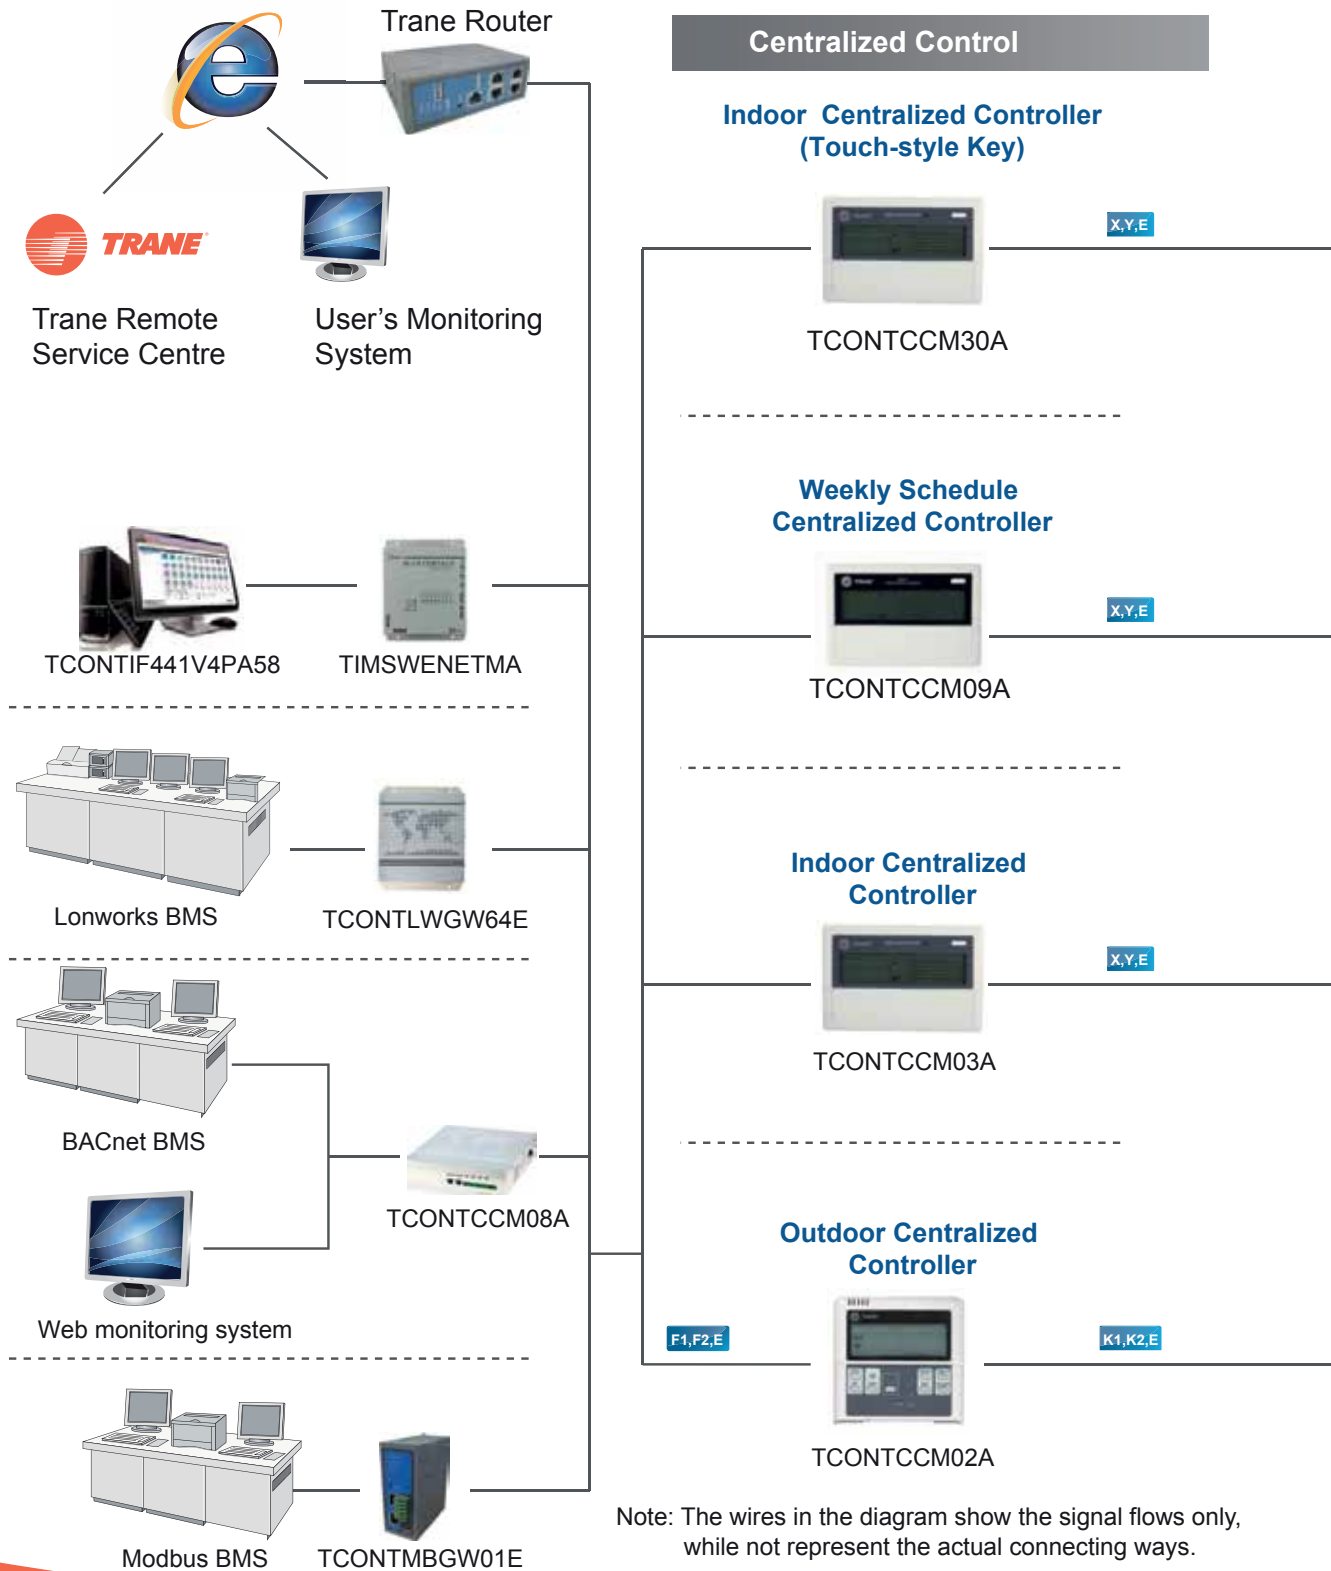 Trane Router
TRANE
Trane Remote
Service Centre
User's Monitoring
System
TCONTIF441V4PA58
TIMSWENETMA
Lonworks BMS
TCONTLWGW64E
BACnet BMS
TCONTCCM08A
Web monitoring system
Modbus BMS
TCONTMBGW01E
Centralized Control
Indoor Centralized Controller
(Touch-style Key)
X,Y,E
TCONTCCM30A
Weekly Schedule
Centralized Controller
X,Y,E
TCONTCCM09A
Indoor Centralized
Controller
X,Y,E
TCONTCCM03A
Outdoor Centralized
Controller
F1,F2,E
K1,K2,E
TCONTCCM02A
Note: The wires in the diagram show the signal flows only,
while not represent the actual connecting ways.